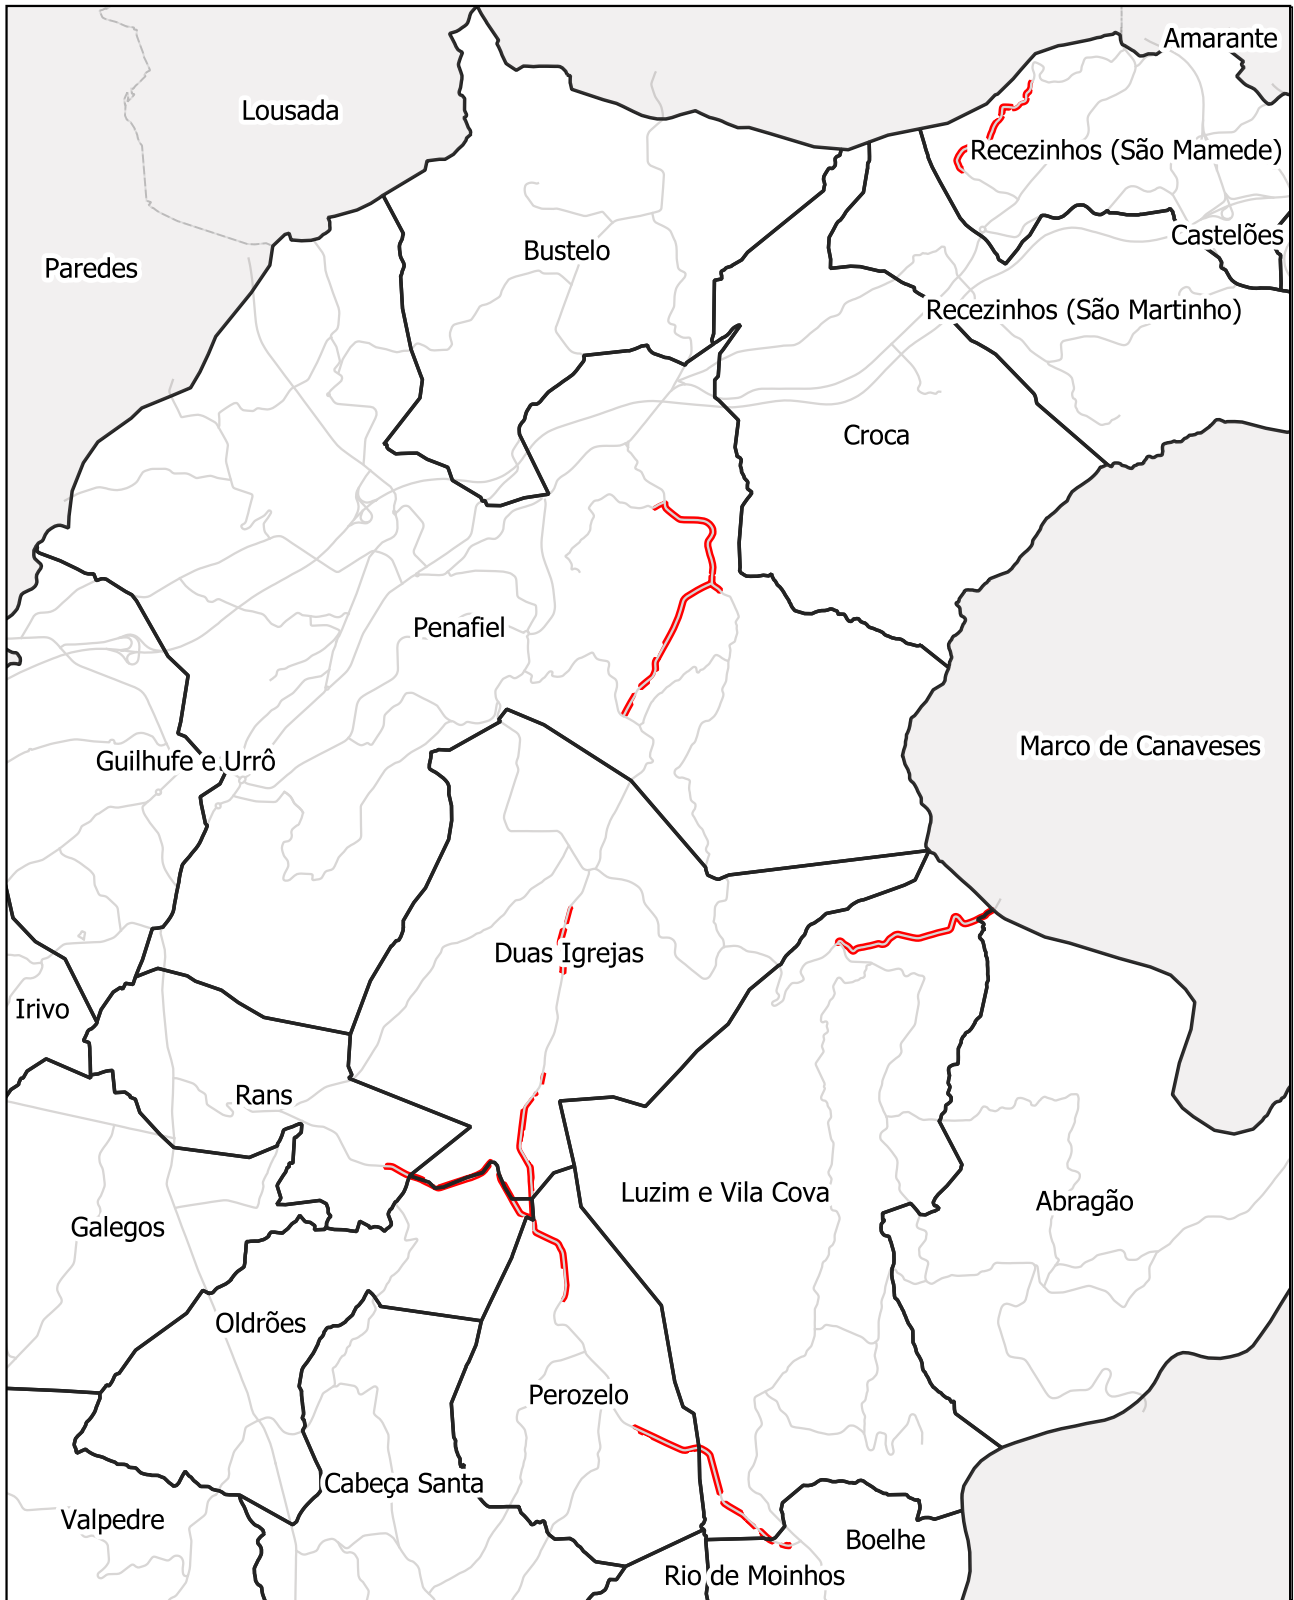 Amarante
Lousada
Recezinhos (São Mamede)
Castelões
Bustelo
Paredes
Recezinhos (São Martinho)
Croca
Penafiel
Marco de Canaveses
Guilhufe e Urrô
Duas Igrejas
Irivo
Rans
Luzim e Vila Cova
Abragão
Galegos
Oldrões
Perozelo
Cabeça Santa
Valpedre
Boelhe
Rio de Moinhos